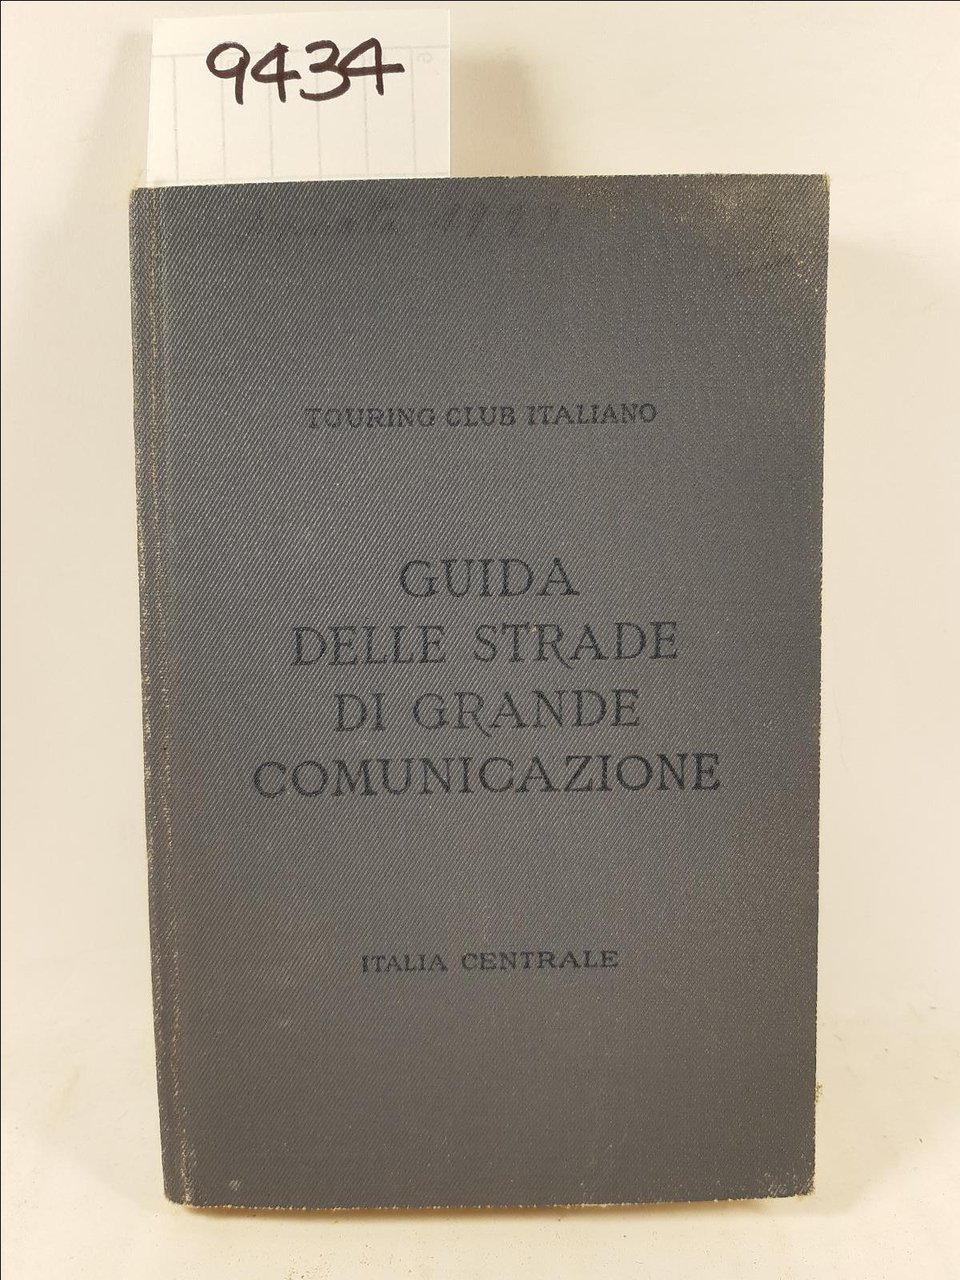 9434
TOURING CLUB ITALIANO
GUIDA
DELLE STRADE
DI GRANDE
COMUNICAZIONE
ITALIA CENTRALE